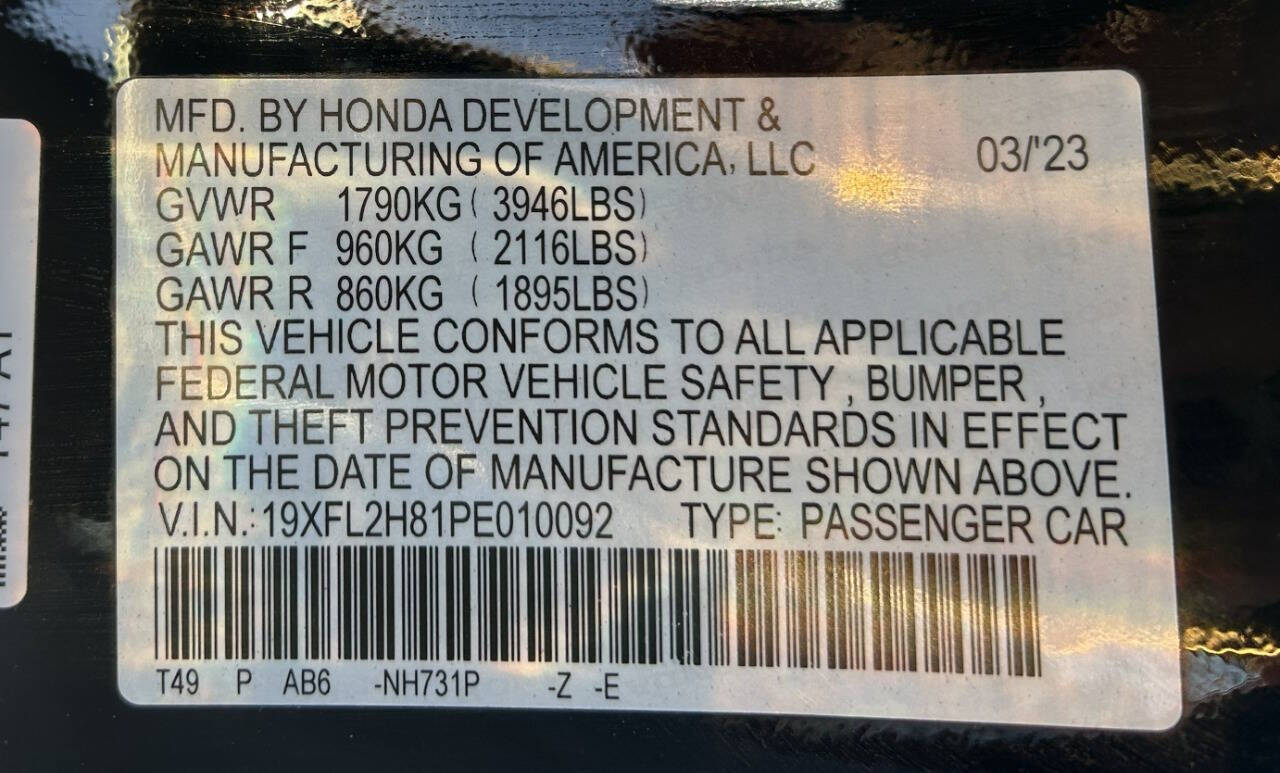 MFD. BY HONDA DEVELOPMENT &
MANUFACTURING OF AMERICA, LLC 03/'23
GVWR 1790KG ( 3946LBS)
GAWR F 960KG ( 2116LBS)
GAWR R 860KG ( 1895LBS)
THIS VEHICLE CONFORMS TO ALL APPLICABLE
FEDERAL MOTOR VEHICLE SAFETY , BUMPER ,
AND THEFT PREVENTION STANDARDS IN EFFECT
ON THE DATE OF MANUFACTURE SHOWN ABOVE.
V.I.N.: 19XFL2H81PE010092 TYPE: PASSENGER CAR
T49 P AB6 -NH731P -Z -E